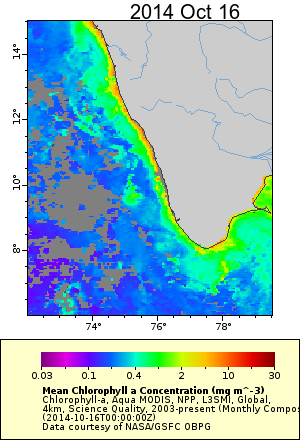 2014 Oct 16
14°
12°
10°
8°
74° 76° 78°
0.03 0.1 0.4 1 4 10 30
Mean Chlorophyll a Concentration (mg m^-3)
Chlorophyll-a, Aqua MODIS, NPP, L3SMI, Global,
4km, Science Quality, 2003-present (Monthly Compos
(2014-10-16T00:00:00Z)
Data courtesy of NASA/GSFC OBPG